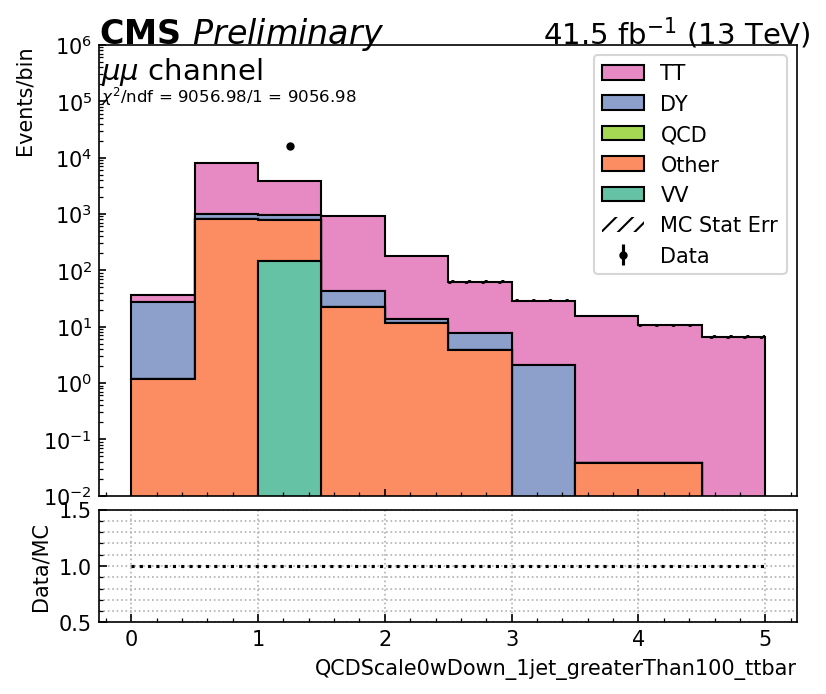 CMS Preliminary 41.5 fb⁻¹ (13 TeV)
μμ channel
χ²/ndf = 9056.98/1 = 9056.98
Events/bin
10⁶
10⁵
10⁴
10³
10²
10¹
10⁰
10⁻¹
10⁻²
TT
DY
QCD
Other
VV
MC Stat Err
Data
Data/MC
1.5
1.0
0.5
0 1 2 3 4 5
QCDScale0wDown_1jet_greaterThan100_ttbar